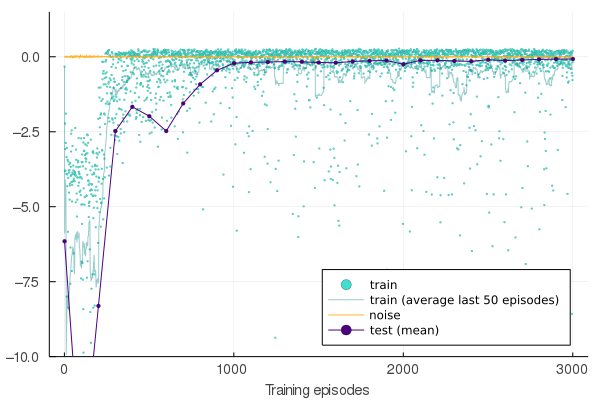 0.0
−2.5
−5.0
−7.5
−10.0
train
train (average last 50 episodes)
noise
test (mean)
0 1000 2000 3000
Training episodes